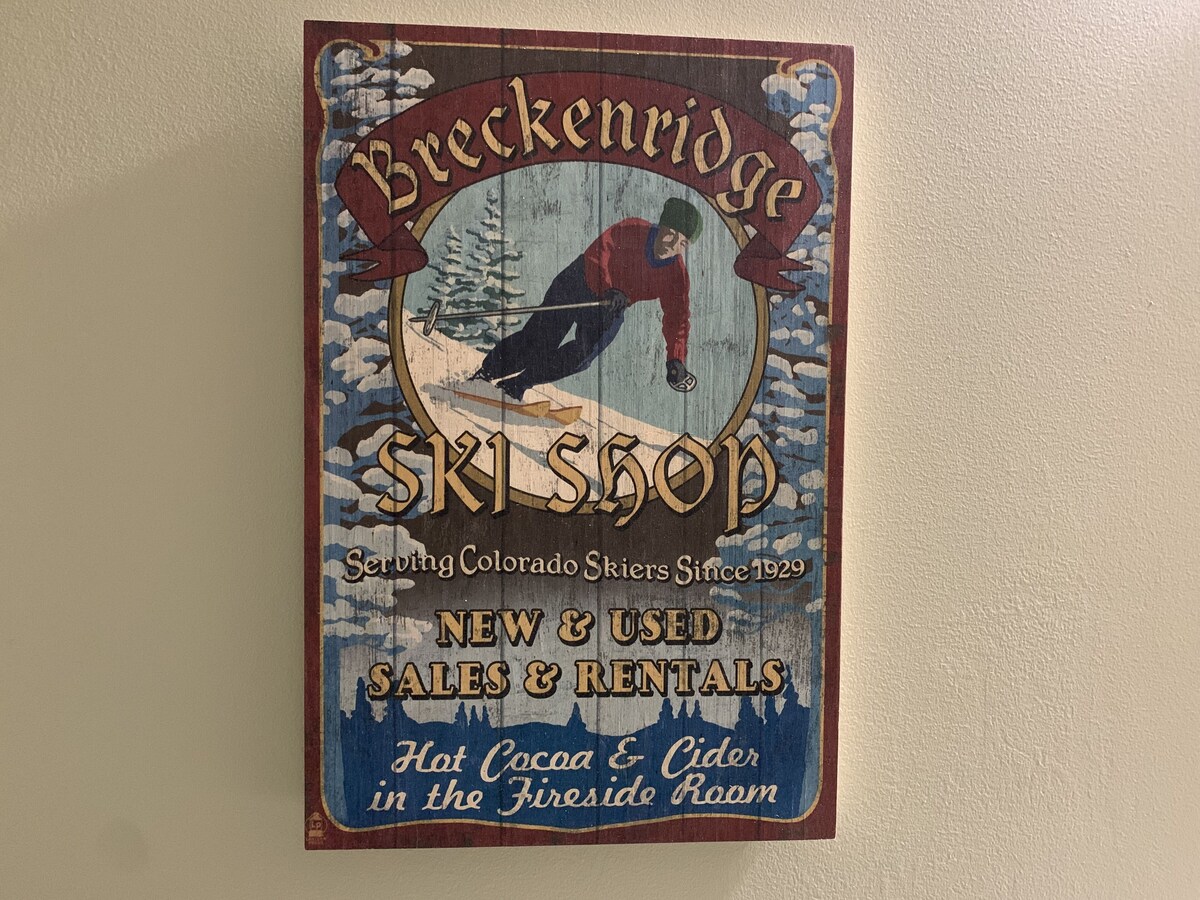 Breckenridge
SKI SHOP
Serving Colorado Skiers Since 1929
NEW & USED
SALES & RENTALS
Hot Cocoa & Cider
in the Fireside Room
LP